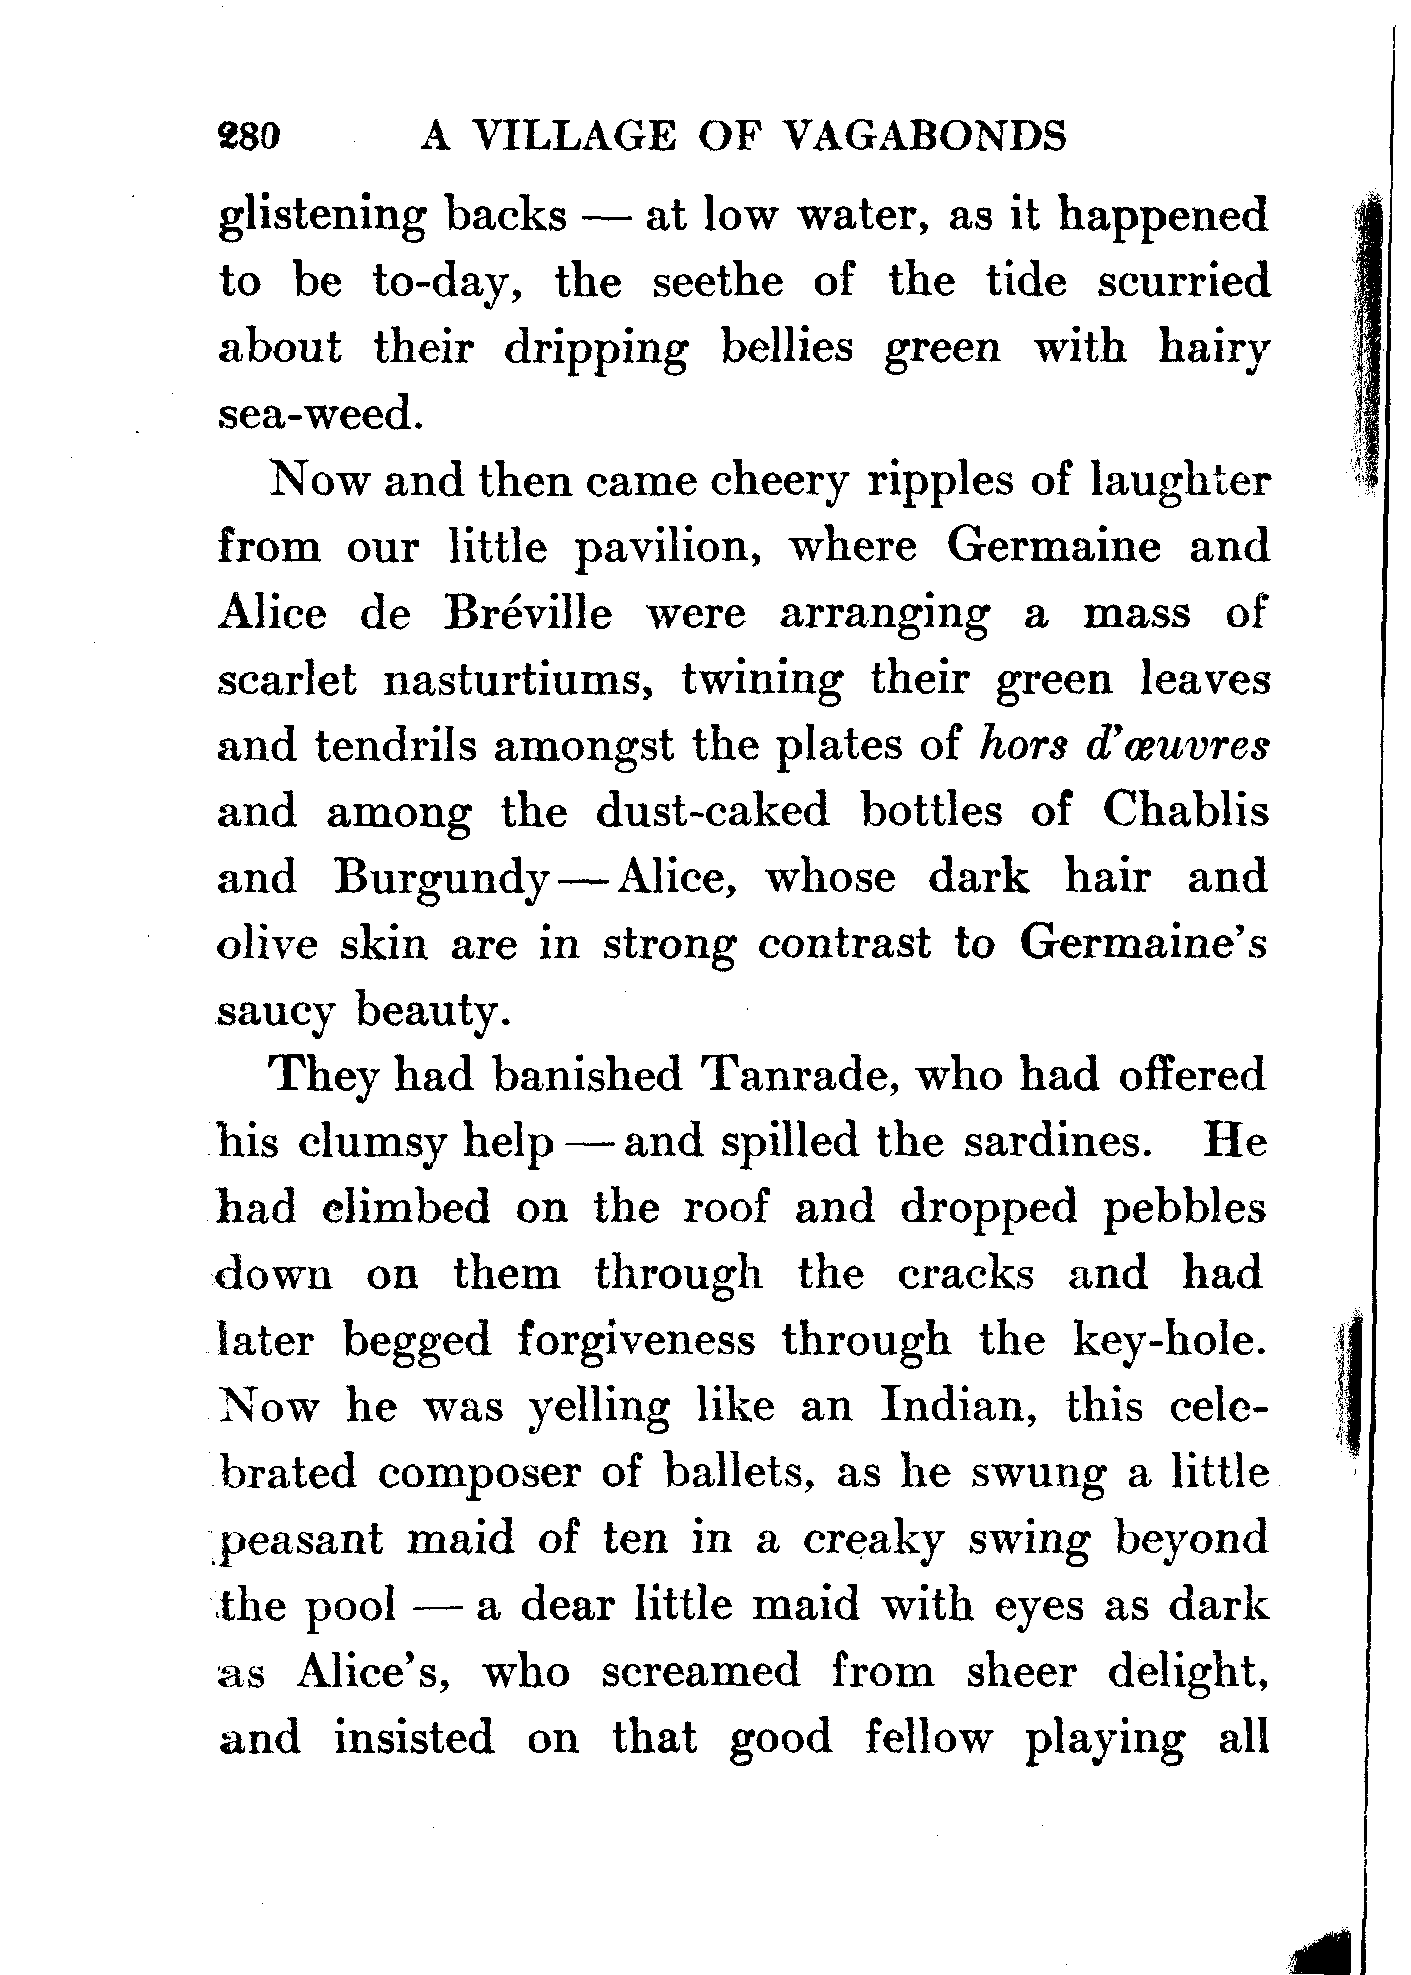 280 A VILLAGE OF VAGABONDS
glistening backs — at low water, as it happened
to be to-day, the seethe of the tide scurried
about their dripping bellies green with hairy
sea-weed.
Now and then came cheery ripples of laughter
from our little pavilion, where Germaine and
Alice de Bréville were arranging a mass of
scarlet nasturtiums, twining their green leaves
and tendrils amongst the plates of hors d'œuvres
and among the dust-caked bottles of Chablis
and Burgundy—Alice, whose dark hair and
olive skin are in strong contrast to Germaine's
saucy beauty.
They had banished Tanrade, who had offered
his clumsy help — and spilled the sardines. He
had climbed on the roof and dropped pebbles
down on them through the cracks and had
later begged forgiveness through the key-hole.
Now he was yelling like an Indian, this cele-
brated composer of ballets, as he swung a little
peasant maid of ten in a creaky swing beyond
the pool — a dear little maid with eyes as dark
as Alice's, who screamed from sheer delight,
and insisted on that good fellow playing all